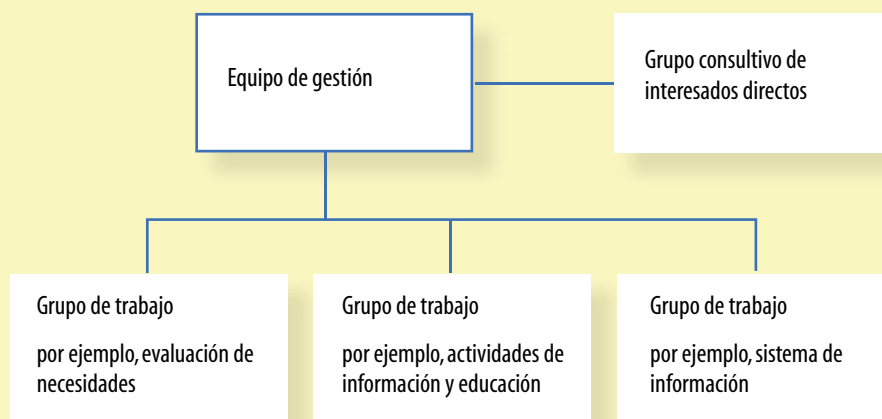 Equipo de gestión
Grupo consultivo de
interesados directos
Grupo de trabajo
por ejemplo, evaluación de
necesidades
Grupo de trabajo
por ejemplo, actividades de
información y educación
Grupo de trabajo
por ejemplo, sistema de
información